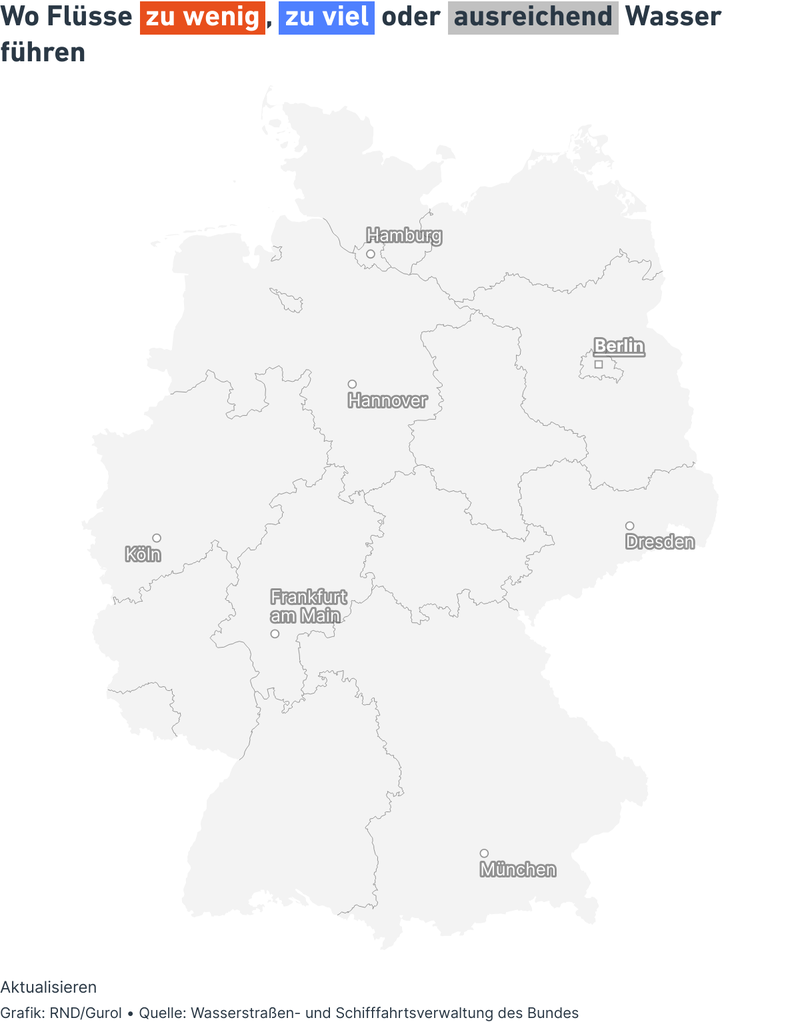 Wo Flüsse zu wenig, zu viel oder ausreichend Wasser
führen
Hamburg
Berlin
Hannover
Köln
Dresden
Frankfurt
am Main
München
Aktualisieren
Grafik: RND/Gurol • Quelle: Wasserstraßen- und Schifffahrtsverwaltung des Bundes